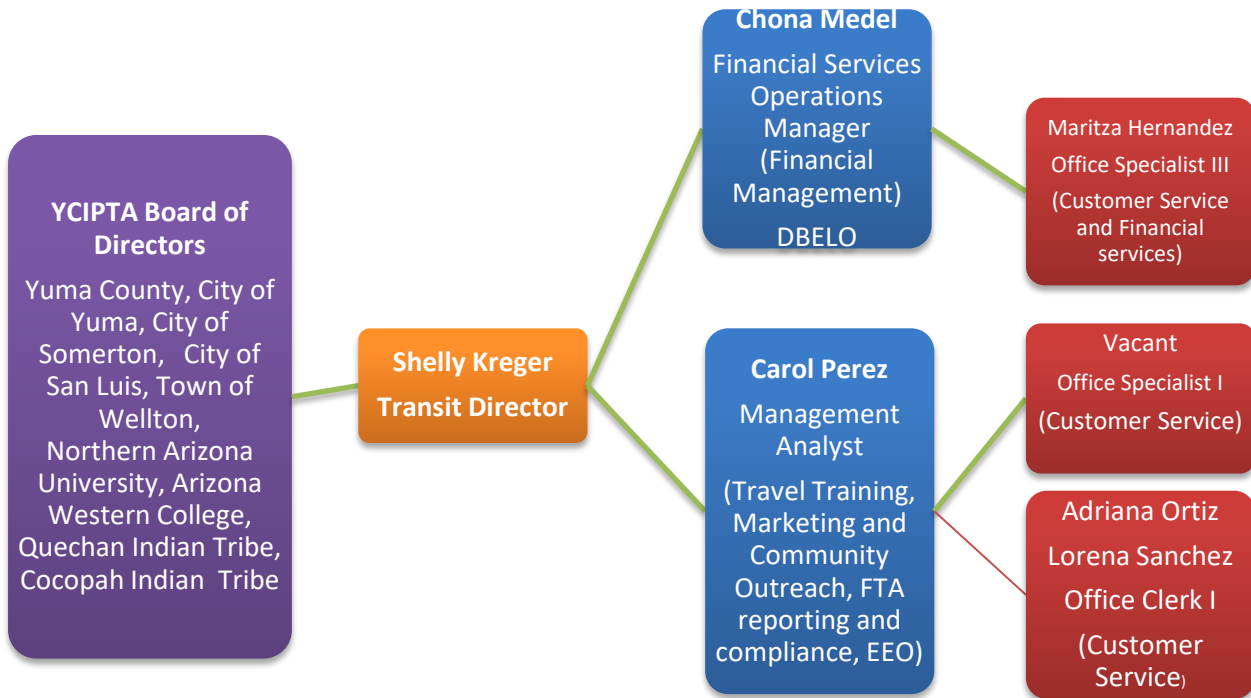 YCIPTA Board of
Directors
Yuma County, City of
Yuma, City of
Somerton, City of
San Luis, Town of
Wellton,
Northern Arizona
University, Arizona
Western College,
Quechan Indian Tribe,
Cocopah Indian Tribe
Shelly Kreger
Transit Director
Chona Medel
Financial Services
Operations
Manager
(Financial
Management)
DBELO
Maritza Hernandez
Office Specialist III
(Customer Service
and Financial
services)
Carol Perez
Management
Analyst
(Travel Training,
Marketing and
Community
Outreach, FTA
reporting and
compliance, EEO)
Vacant
Office Specialist I
(Customer Service)
Adriana Ortiz
Lorena Sanchez
Office Clerk I
(Customer
Service)